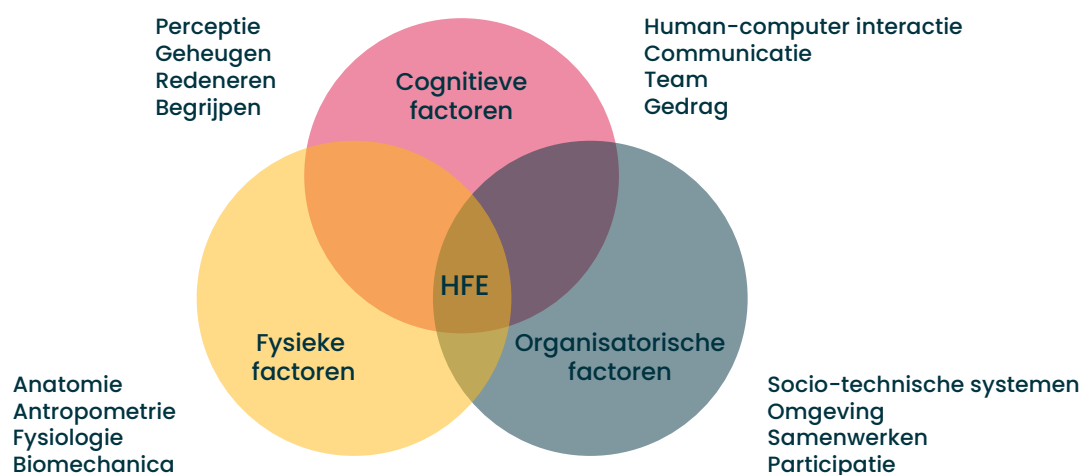 Perceptie
Geheugen
Redeneren
Begrijpen
Human-computer interactie
Communicatie
Team
Gedrag
Cognitieve
factoren
HFE
Fysieke
factoren
Organisatorische
factoren
Anatomie
Antropometrie
Fysiologie
Biomechanica
Socio-technische systemen
Omgeving
Samenwerken
Participatie